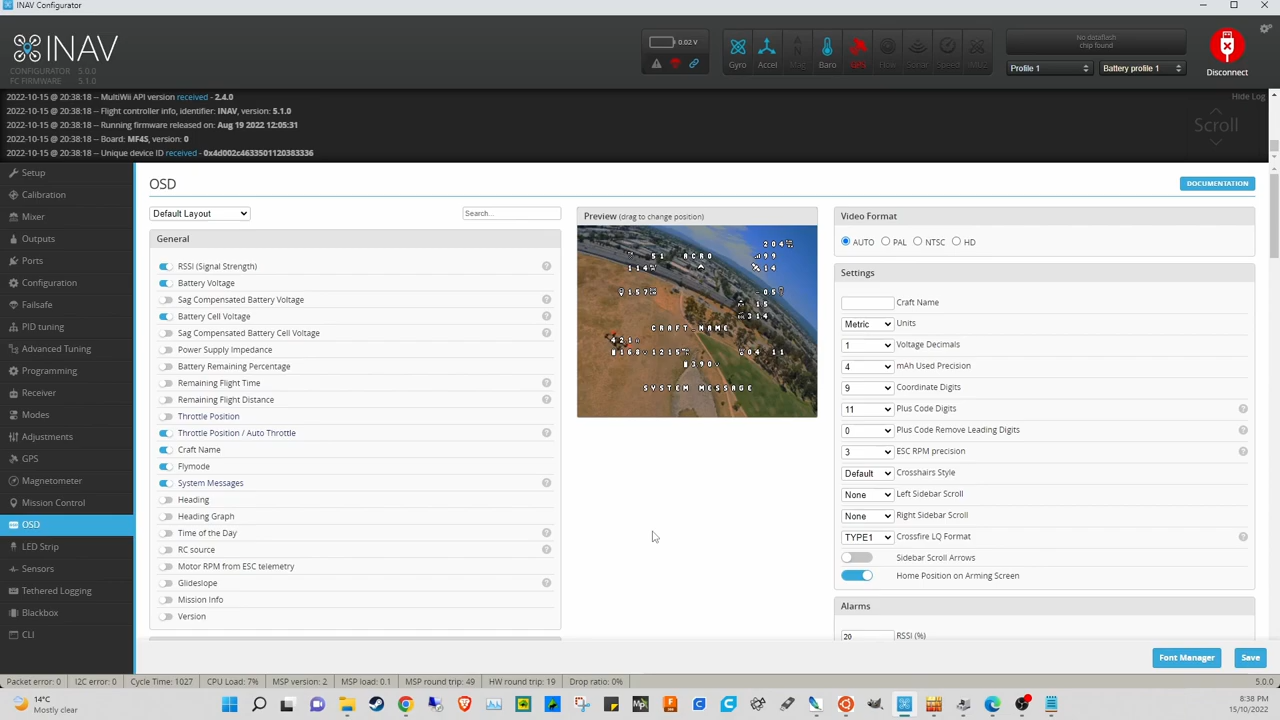 INAV Configurator
INAV
CONFIGURATOR 5.0.0
FC FIRMWARE 5.1.0
0.02 V
Gyro
Accel
Mag
Baro
GPS
Flow
Sonar
Speed
IMU2
No dataflash
chip found
Profile 1
Battery profile 1
Disconnect
2022-10-15 @ 20:38:18 -- MultiWii API version received - 2.4.0
2022-10-15 @ 20:38:18 -- Flight controller info, identifier: INAV, version: 5.1.0
2022-10-15 @ 20:38:18 -- Running firmware released on: Aug 19 2022 12:05:31
2022-10-15 @ 20:38:18 -- Board: MF4S, version: 0
2022-10-15 @ 20:38:18 -- Unique device ID received - 0x4d002c4633501120383336
Hide Log
Scroll
Setup
Calibration
Mixer
Outputs
Ports
Configuration
Failsafe
PID tuning
Advanced Tuning
Programming
Receiver
Modes
Adjustments
GPS
Magnetometer
Mission Control
OSD
LED Strip
Sensors
Tethered Logging
Blackbox
CLI
OSD
DOCUMENTATION
Default Layout
Search...
General
RSSI (Signal Strength)
Battery Voltage
Sag Compensated Battery Voltage
Battery Cell Voltage
Sag Compensated Battery Cell Voltage
Power Supply Impedance
Battery Remaining Percentage
Remaining Flight Time
Remaining Flight Distance
Throttle Position
Throttle Position / Auto Throttle
Craft Name
Flymode
System Messages
Heading
Heading Graph
Time of the Day
RC source
Motor RPM from ESC telemetry
Glideslope
Mission Info
Version
Preview (drag to change position)
204
51 ACRO 99
114 14
157 -057
15
314
CRAFT_NAME
421
168 1215 04 11
390
SYSTEM MESSAGE
Video Format
AUTO PAL NTSC HD
Settings
Craft Name
Metric Units
1 Voltage Decimals
4 mAh Used Precision
9 Coordinate Digits
11 Plus Code Digits
0 Plus Code Remove Leading Digits
3 ESC RPM precision
Default Crosshairs Style
None Left Sidebar Scroll
None Right Sidebar Scroll
TYPE1 Crossfire LQ Format
Sidebar Scroll Arrows
Home Position on Arming Screen
Alarms
20 RSSI (%)
Font Manager
Save
Packet error: 0 I2C error: 0 Cycle Time: 1027 CPU Load: 7% MSP version: 2 MSP load: 0.1 MSP round trip: 49 HW round trip: 19 Drop ratio: 0% 5.0.0
14°C
Mostly clear
8:38 PM
15/10/2022